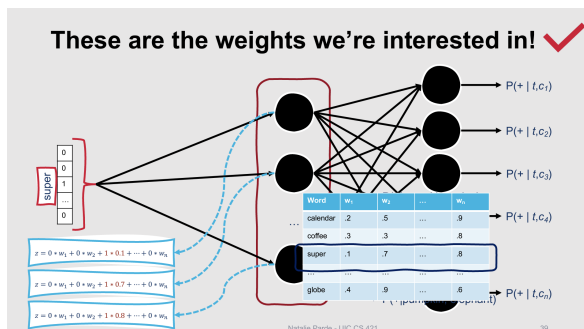 These are the weights we're interested in!
P(+ | t,c1)
P(+ | t,c2)
P(+ | t,c3)
P(+ | t,c4)
P(+ | t,cn)
super
0
0
1
...
0
...
Word w1 w2 ... wn
calendar .2 .5 ... .9
coffee .3 .3 ... .8
super .1 .7 ... .8
... ... ... ... ...
globe .4 .9 ... .6
z = 0 * w1 + 0 * w2 + 1 * 0.1 + ⋯ + 0 * wn
z = 0 * w1 + 0 * w2 + 1 * 0.7 + ⋯ + 0 * wn
z = 0 * w1 + 0 * w2 + 1 * 0.8 + ⋯ + 0 * wn
Natalie Parde - UIC CS 421
39